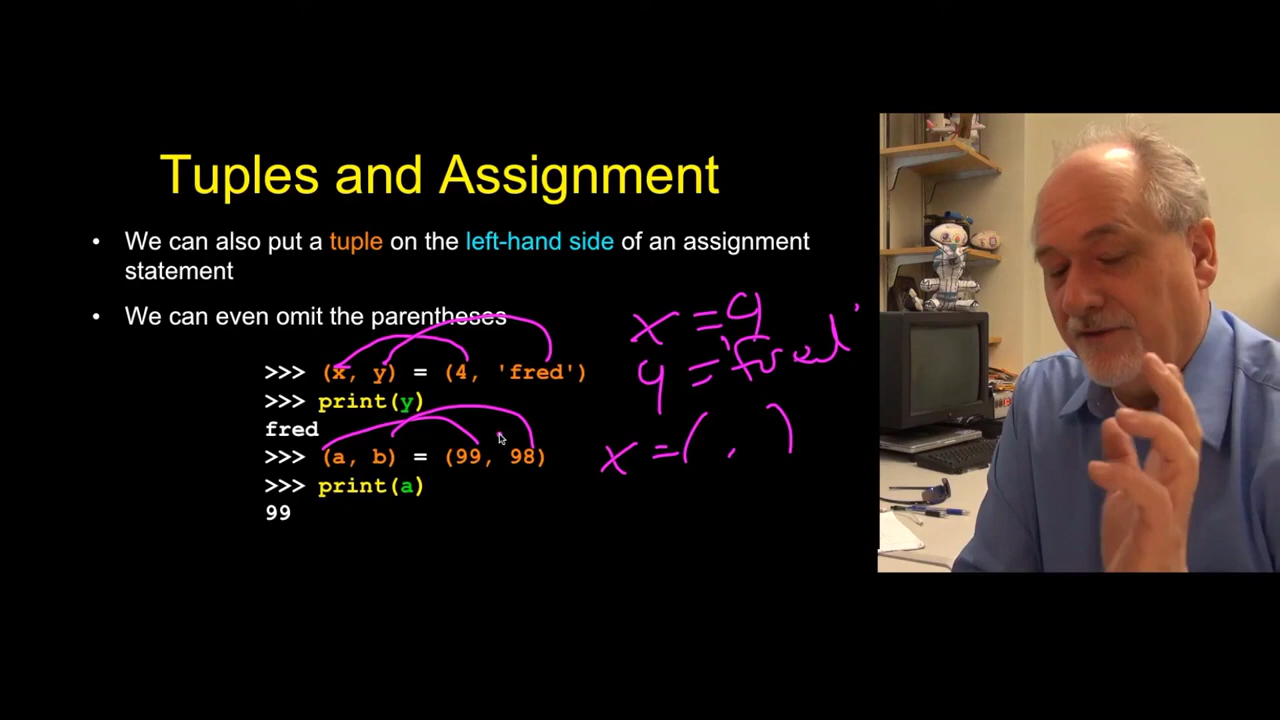 Tuples and Assignment
• We can also put a tuple on the left-hand side of an assignment
statement
• We can even omit the parentheses
>>> (x, y) = (4, 'fred')
>>> print(y)
fred
>>> (a, b) = (99, 98)
>>> print(a)
99
x = 4
y = 'fred'
x = ( , )